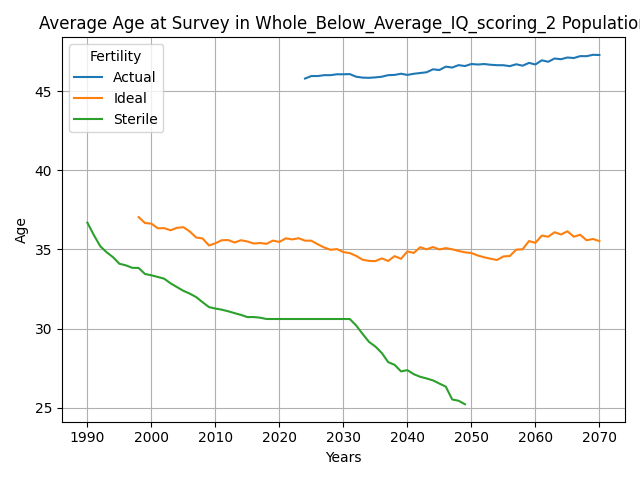 Average Age at Survey in Whole_Below_Average_IQ_scoring_2 Population
Fertility
Actual
Ideal
Sterile
Age
45
40
35
30
25
1990 2000 2010 2020 2030 2040 2050 2060 2070
Years